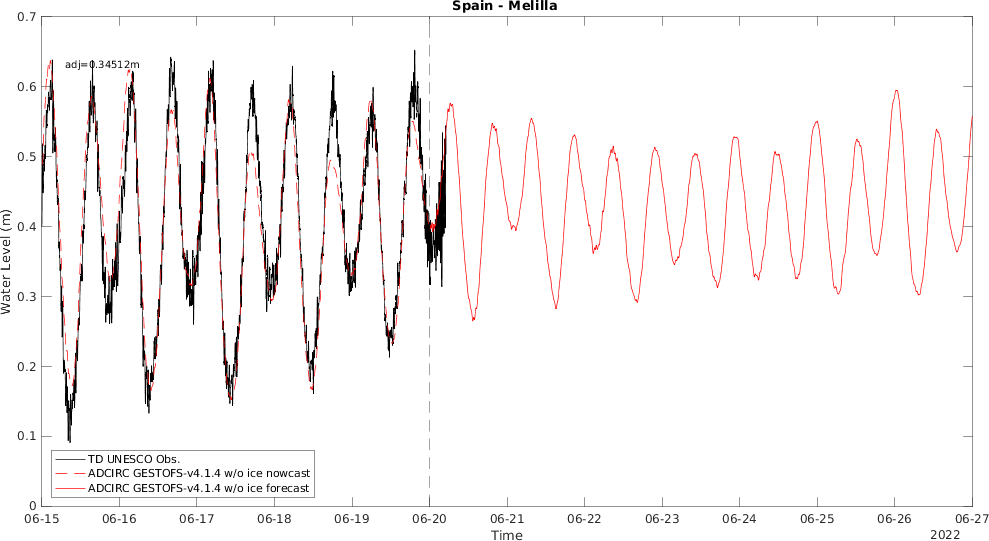 Spain - Melilla
adj=0.34512m
Water Level (m)
0.7
0.6
0.5
0.4
0.3
0.2
0.1
0
TD UNESCO Obs.
ADCIRC GESTOFS-v4.1.4 w/o ice nowcast
ADCIRC GESTOFS-v4.1.4 w/o ice forecast
06-15 06-16 06-17 06-18 06-19 06-20 06-21 06-22 06-23 06-24 06-25 06-26 06-27
Time
2022